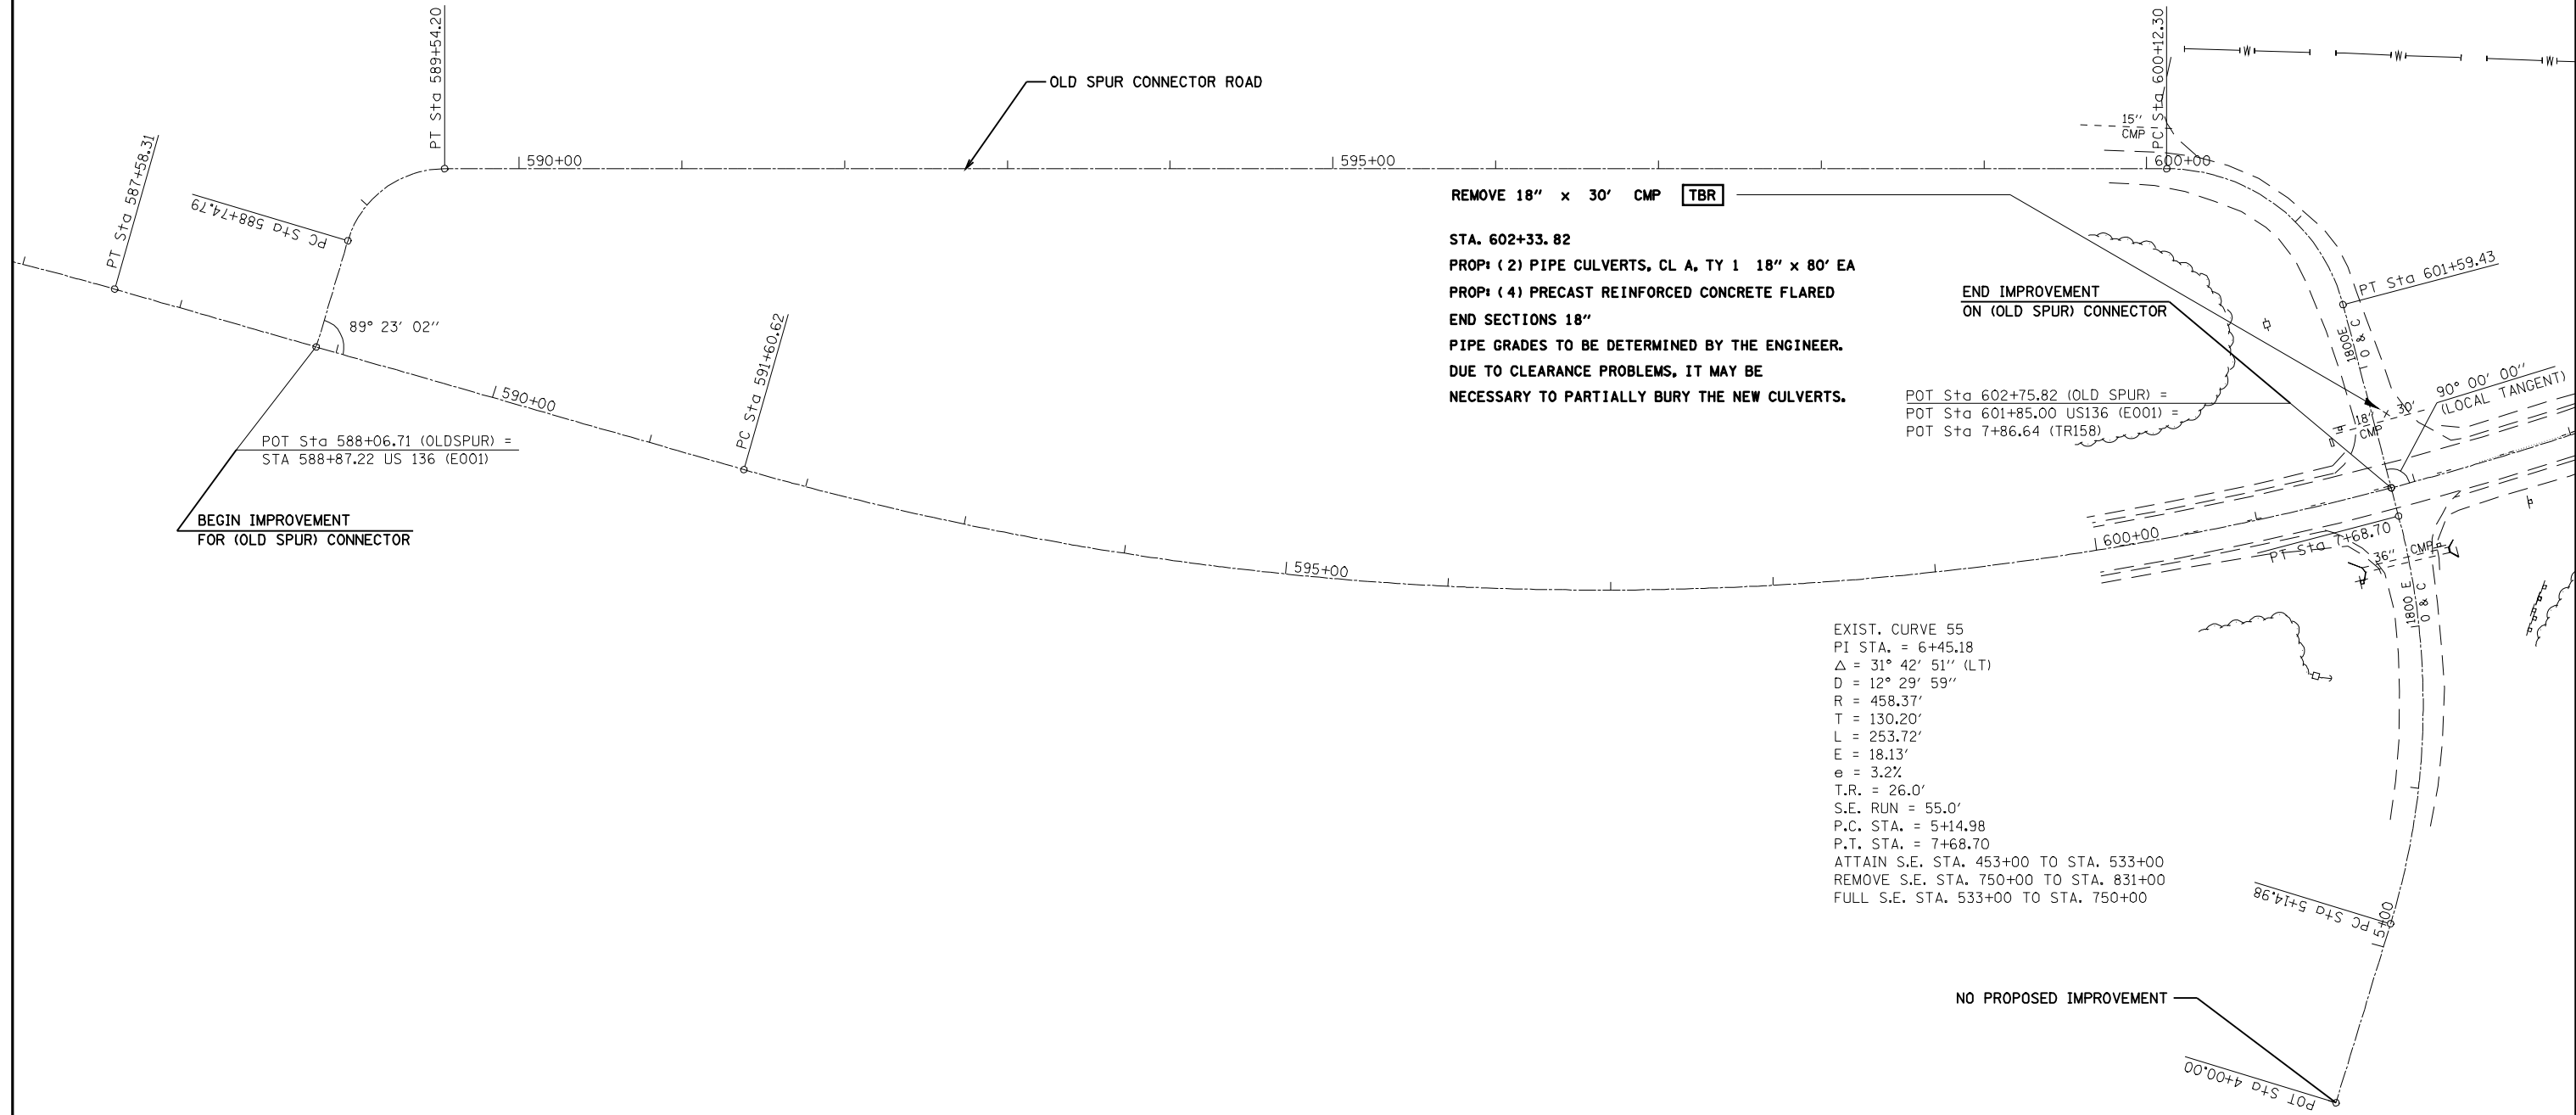 PT Sta 589+54.20
PC Sta 600+12.30
OLD SPUR CONNECTOR ROAD
W
W
W
15" CMP
PT Sta 587+58.31
PC Sta 588+74.79
590+00
595+00
600+00
REMOVE 18" x 30' CMP TBR
STA. 602+33.82
PROP: (2) PIPE CULVERTS, CL A, TY 1 18" x 80' EA
PROP: (4) PRECAST REINFORCED CONCRETE FLARED
END SECTIONS 18"
PIPE GRADES TO BE DETERMINED BY THE ENGINEER.
DUE TO CLEARANCE PROBLEMS, IT MAY BE
NECESSARY TO PARTIALLY BURY THE NEW CULVERTS.
PT Sta 601+59.43
END IMPROVEMENT
ON (OLD SPUR) CONNECTOR
89° 23' 02"
1800E
O & C
90° 00' 00"
(LOCAL TANGENT)
18" x 30'
CMP
POT Sta 602+75.82 (OLD SPUR) =
POT Sta 601+85.00 US136 (E001) =
POT Sta 7+86.64 (TR158)
PC Sta 591+60.62
590+00
POT Sta 588+06.71 (OLDSPUR) =
STA 588+87.22 US 136 (E001)
BEGIN IMPROVEMENT
FOR (OLD SPUR) CONNECTOR
595+00
600+00
PT Sta 7+68.70
36" CMP
1800 E
O & C
EXIST. CURVE 55
PI STA. = 6+45.18
Δ = 31° 42' 51" (LT)
D = 12° 29' 59"
R = 458.37'
T = 130.20'
L = 253.72'
E = 18.13'
e = 3.2%
T.R. = 26.0'
S.E. RUN = 55.0'
P.C. STA. = 5+14.98
P.T. STA. = 7+68.70
ATTAIN S.E. STA. 453+00 TO STA. 533+00
REMOVE S.E. STA. 750+00 TO STA. 831+00
FULL S.E. STA. 533+00 TO STA. 750+00
PC Sta 5+14.98
5+00
NO PROPOSED IMPROVEMENT
POT Sta 4+00.00